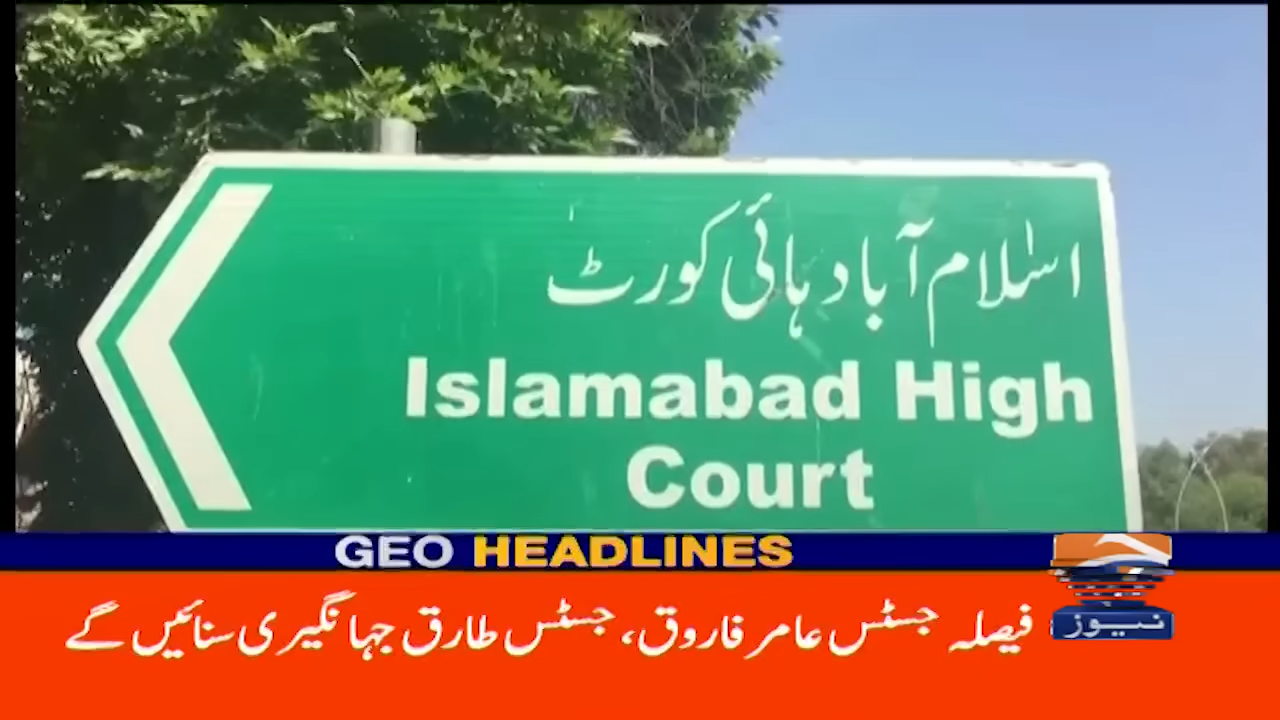 اسلام آباد ہائی کورٹ
Islamabad High
Court
GEO HEADLINES
فیصلہ جسٹس عامر فاروق، جسٹس طارق جہانگیری سنائیں گے
نیوز